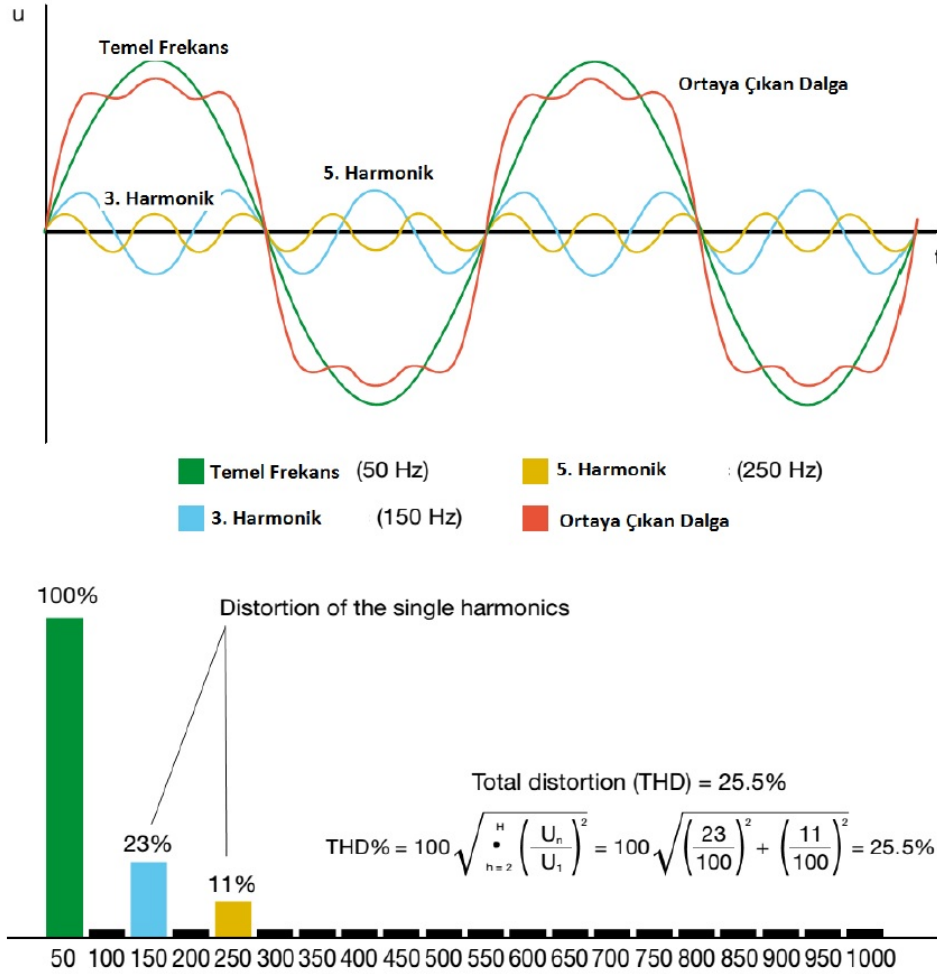 u
Temel Frekans
Ortaya Çıkan Dalga
5. Harmonik
3. Harmonik
t
Temel Frekans (50 Hz)
5. Harmonik : (250 Hz)
3. Harmonik (150 Hz)
Ortaya Çıkan Dalga
100%
Distortion of the single harmonics
Total distortion (THD) = 25.5%
THD% = 100 √ H • h = 2 (Un/U1)² = 100 √ (23/100)² + (11/100)² = 25.5%
23%
11%
50 100 150 200 250 300 350 400 450 500 550 600 650 700 750 800 850 900 950 1000